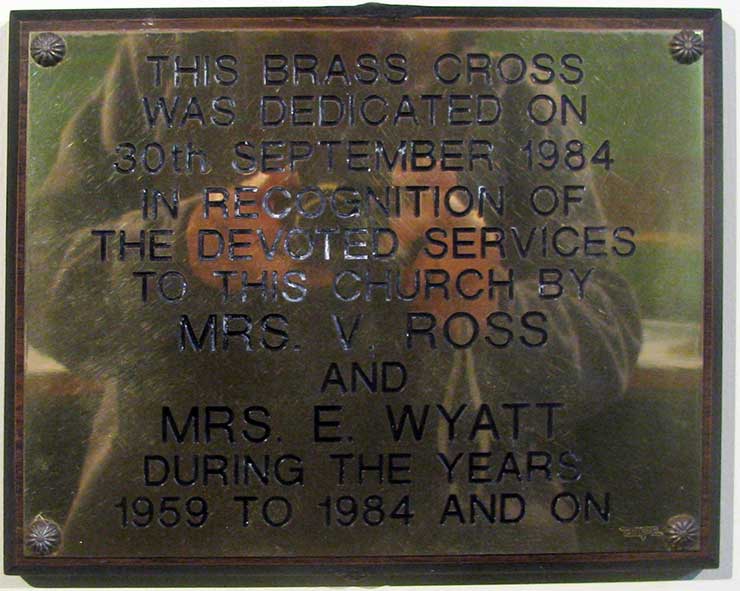 THIS BRASS CROSS
WAS DEDICATED ON
30th SEPTEMBER 1984
IN RECOGNITION OF
THE DEVOTED SERVICES
TO THIS CHURCH BY
MRS. V. ROSS
AND
MRS. E. WYATT
DURING THE YEARS
1959 TO 1984 AND ON